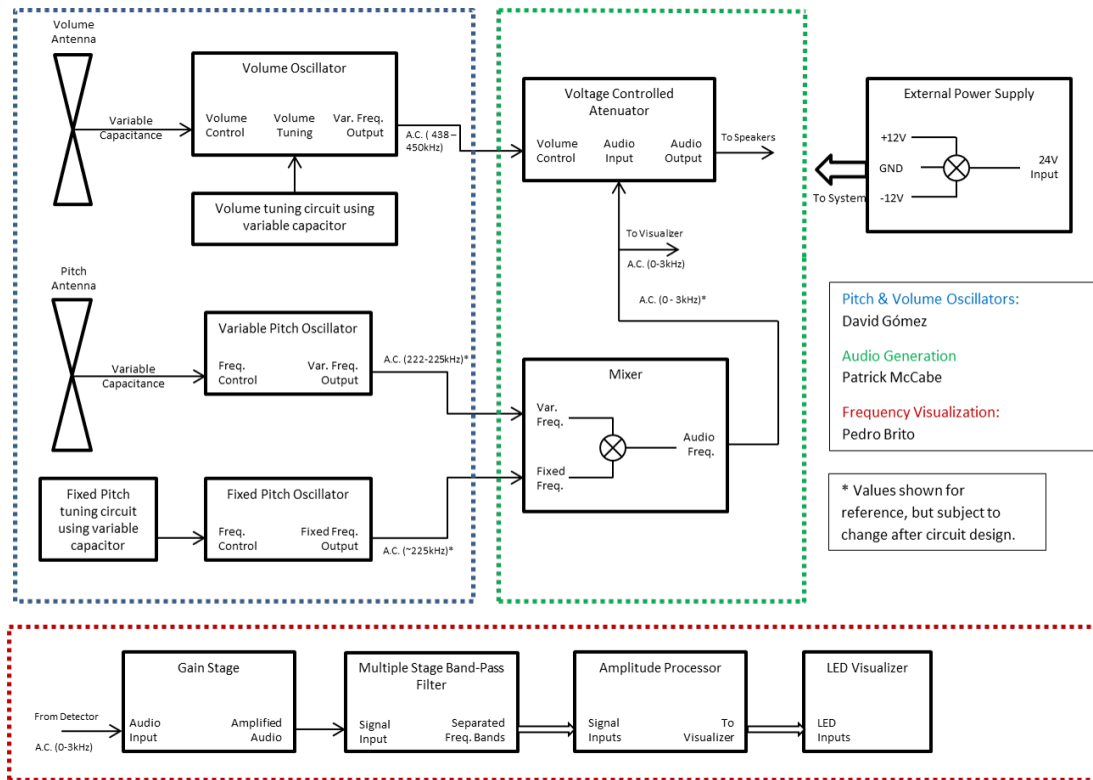 Volume
Antenna
Variable
Capacitance
Volume Oscillator
Volume
Control
Volume
Tuning
Var. Freq.
Output
A.C. ( 438 –
450kHz)
Volume tuning circuit using
variable capacitor
Pitch
Antenna
Variable
Capacitance
Variable Pitch Oscillator
Freq.
Control
Var. Freq.
Output
A.C. (222-225kHz)*
Fixed Pitch
tuning circuit
using variable
capacitor
Fixed Pitch Oscillator
Freq.
Control
Fixed Freq.
Output
A.C. (~225kHz)*
Voltage Controlled
Atenuator
Volume
Control
Audio
Input
Audio
Output
To Speakers
To Visualizer
A.C. (0-3kHz)
A.C. (0 - 3kHz)*
Mixer
Var.
Freq.
Fixed
Freq.
Audio
Freq.
External Power Supply
+12V
GND
-12V
24V
Input
To System
Pitch & Volume Oscillators:
David Gómez
Audio Generation
Patrick McCabe
Frequency Visualization:
Pedro Brito
* Values shown for
reference, but subject to
change after circuit design.
From Detector
A.C. (0-3kHz)
Gain Stage
Audio
Input
Amplified
Audio
Multiple Stage Band-Pass
Filter
Signal
Input
Separated
Freq. Bands
Amplitude Processor
Signal
Inputs
To
Visualizer
LED Visualizer
LED
Inputs